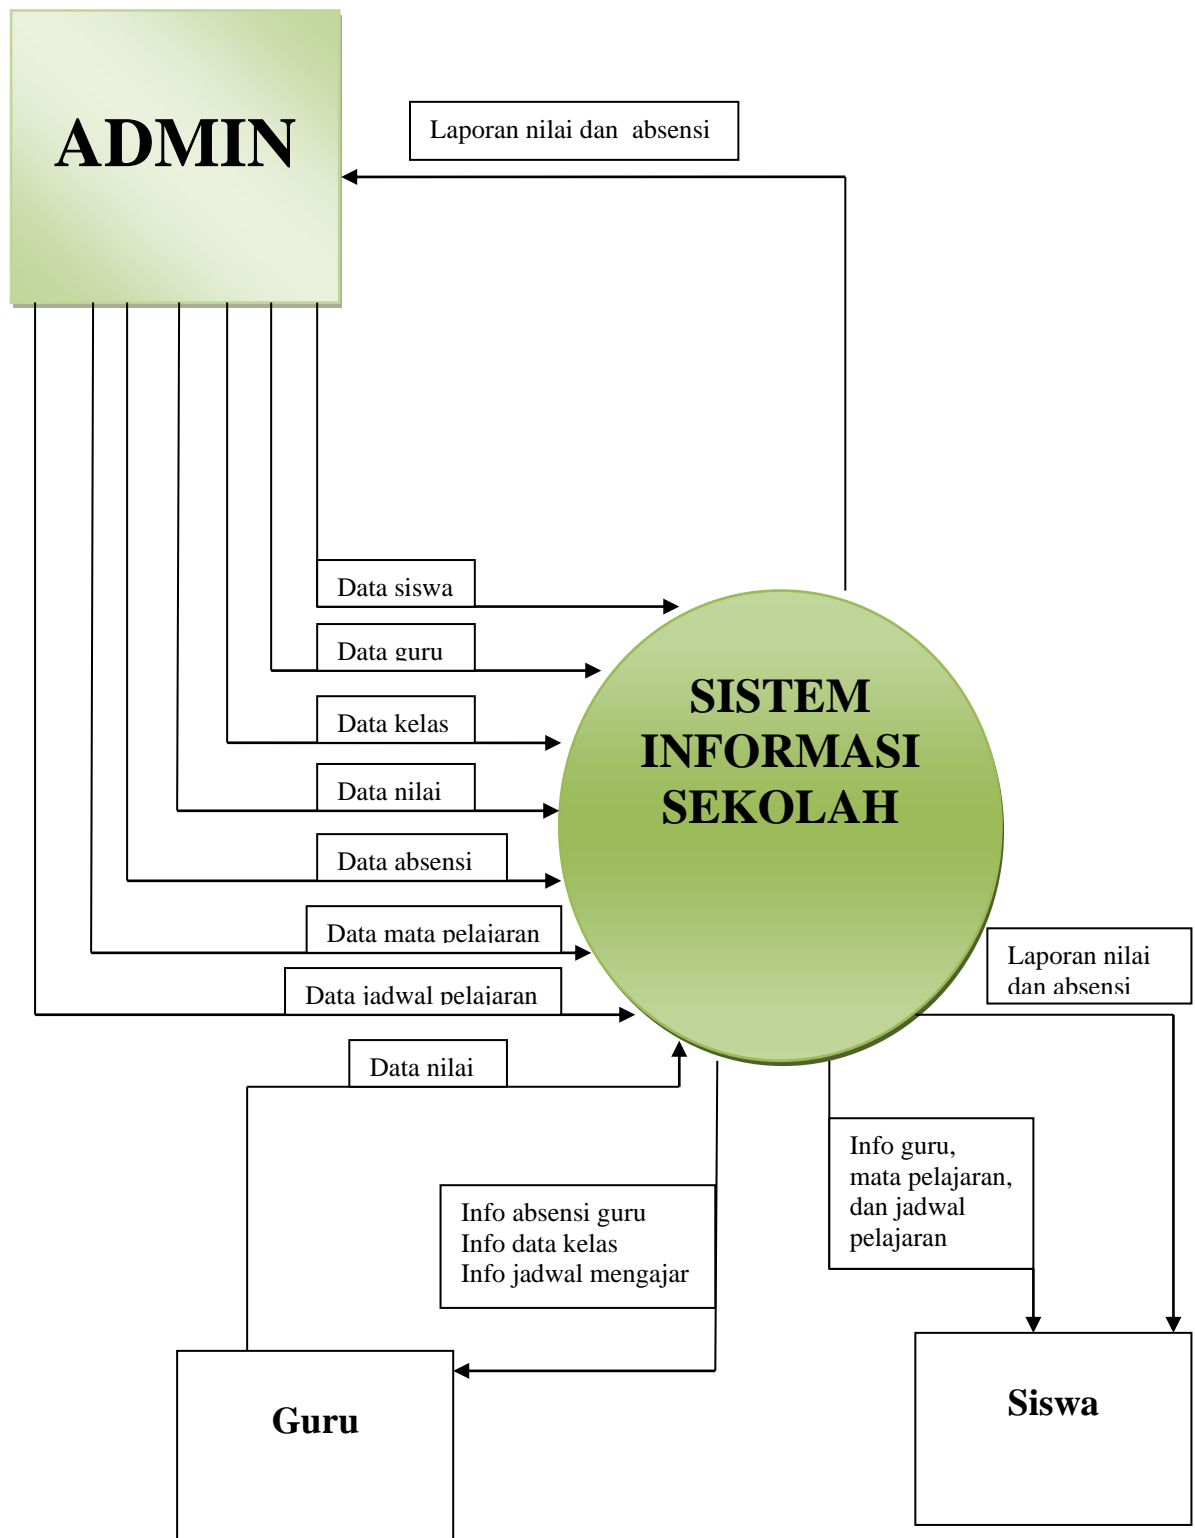 ADMIN
Laporan nilai dan absensi
Data siswa
Data guru
Data kelas
Data nilai
Data absensi
Data mata pelajaran
Data jadwal pelajaran
SISTEM
INFORMASI
SEKOLAH
Laporan nilai
dan absensi
Data nilai
Info guru,
mata pelajaran,
dan jadwal
pelajaran
Info absensi guru
Info data kelas
Info jadwal mengajar
Guru
Siswa